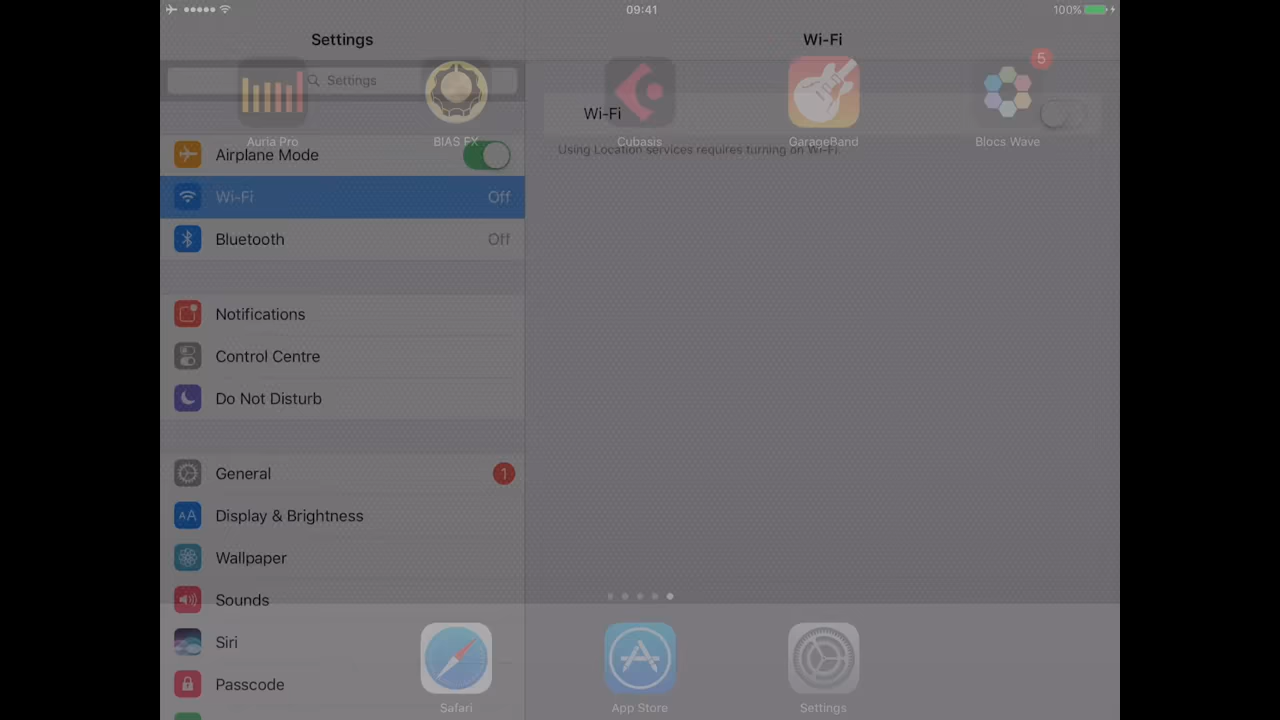 09:41
100%
Settings
Wi-Fi
Settings
5
Wi-Fi
Auria Pro
BIAS FX
Cubasis
GarageBand
Blocs Wave
Using Location services requires turning on Wi-Fi.
Airplane Mode
Wi-Fi
Off
Bluetooth
Off
Notifications
Control Centre
Do Not Disturb
General
1
AA
Display & Brightness
Wallpaper
Sounds
Siri
Passcode
Safari
App Store
Settings